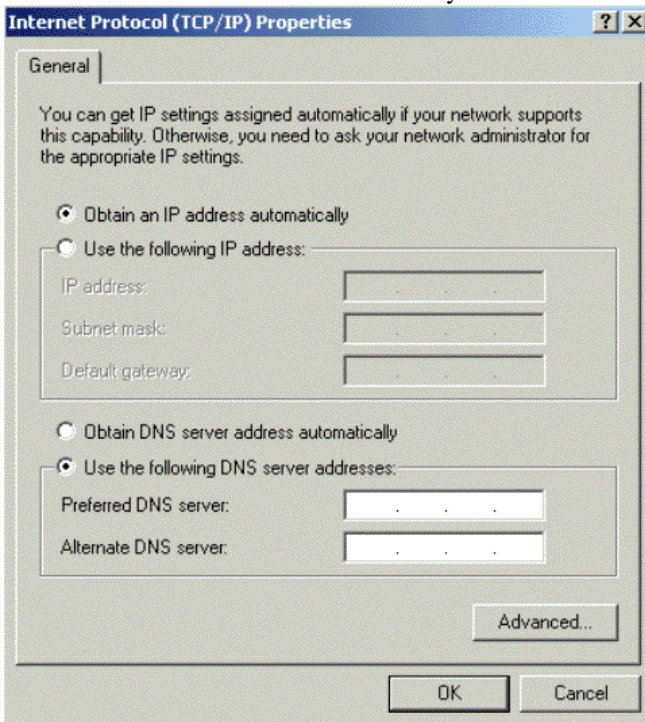 Internet Protocol (TCP/IP) Properties
General
You can get IP settings assigned automatically if your network supports
this capability. Otherwise, you need to ask your network administrator for
the appropriate IP settings.
Obtain an IP address automatically
Use the following IP address:
IP address:
Subnet mask:
Default gateway:
Obtain DNS server address automatically
Use the following DNS server addresses:
Preferred DNS server:
Alternate DNS server:
Advanced...
OK Cancel